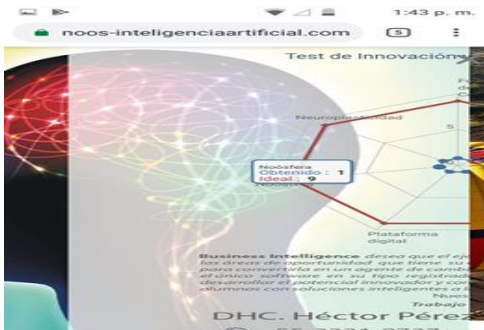 1:43 p. m.
noos-inteligenciaartificial.com
5
Test de Innovación
Neuroplasticidad
5
Noósfera
Obtenido : 1
Ideal : 9
Plataforma
digital
Business Intelligence desea que el eje
las áreas de oportunidad que tiene su
para convertirla en un agente de camb
el único software en su tipo registrad
desarrollar el potencial innovador y co
alumnos con soluciones inteligentes a l
Nues
Trabajo
DHC. Héctor Pérez